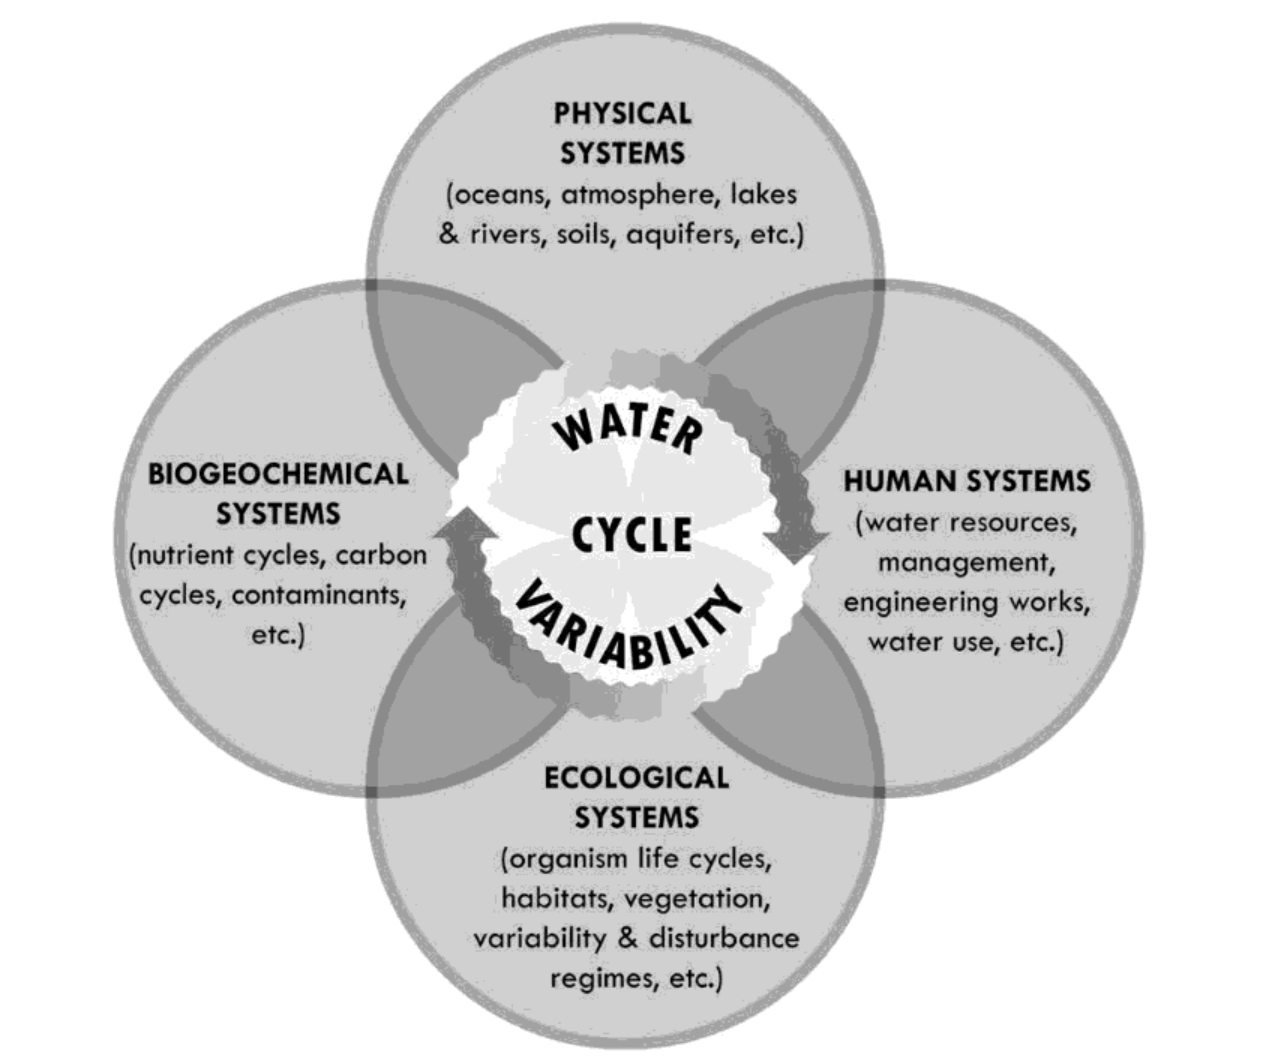 PHYSICAL
SYSTEMS
(oceans, atmosphere, lakes
& rivers, soils, aquifers, etc.)
BIOGEOCHEMICAL
SYSTEMS
(nutrient cycles, carbon
cycles, contaminants,
etc.)
WATER
CYCLE
VARIABILITY
HUMAN SYSTEMS
(water resources,
management,
engineering works,
water use, etc.)
ECOLOGICAL
SYSTEMS
(organism life cycles,
habitats, vegetation,
variability & disturbance
regimes, etc.)